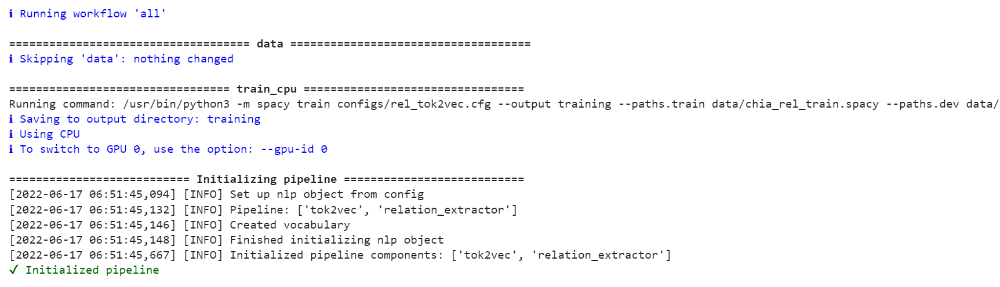 ℹ Running workflow 'all'
==================================== data ====================================
ℹ Skipping 'data': nothing changed
================================= train_cpu =================================
Running command: /usr/bin/python3 -m spacy train configs/rel_tok2vec.cfg --output training --paths.train data/chia_rel_train.spacy --paths.dev data/
ℹ Saving to output directory: training
ℹ Using CPU
ℹ To switch to GPU 0, use the option: --gpu-id 0
=========================== Initializing pipeline ===========================
[2022-06-17 06:51:45,094] [INFO] Set up nlp object from config
[2022-06-17 06:51:45,132] [INFO] Pipeline: ['tok2vec', 'relation_extractor']
[2022-06-17 06:51:45,146] [INFO] Created vocabulary
[2022-06-17 06:51:45,148] [INFO] Finished initializing nlp object
[2022-06-17 06:51:45,667] [INFO] Initialized pipeline components: ['tok2vec', 'relation_extractor']
✔ Initialized pipeline